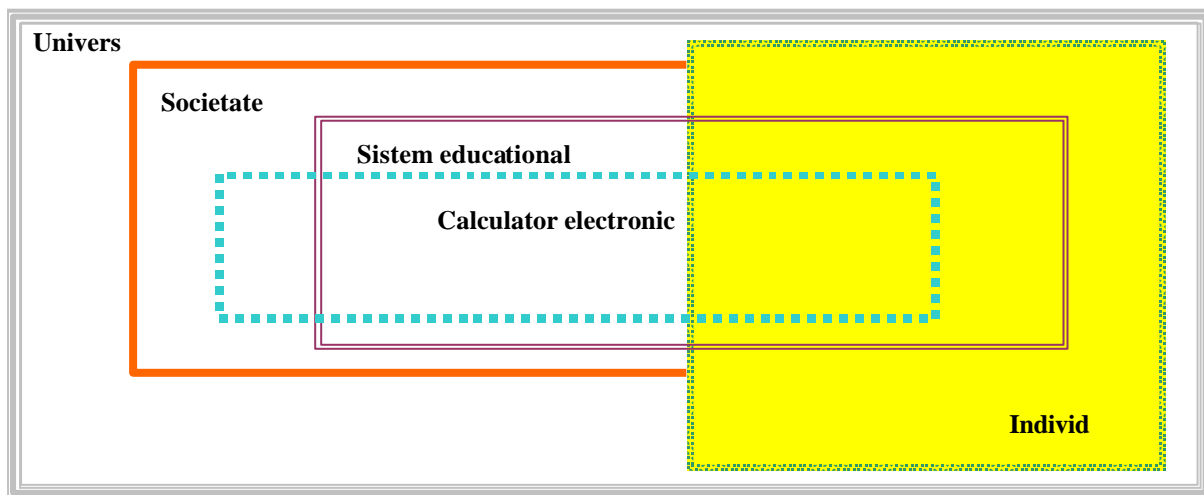 Univers
Societate
Sistem educational
Calculator electronic
Individ